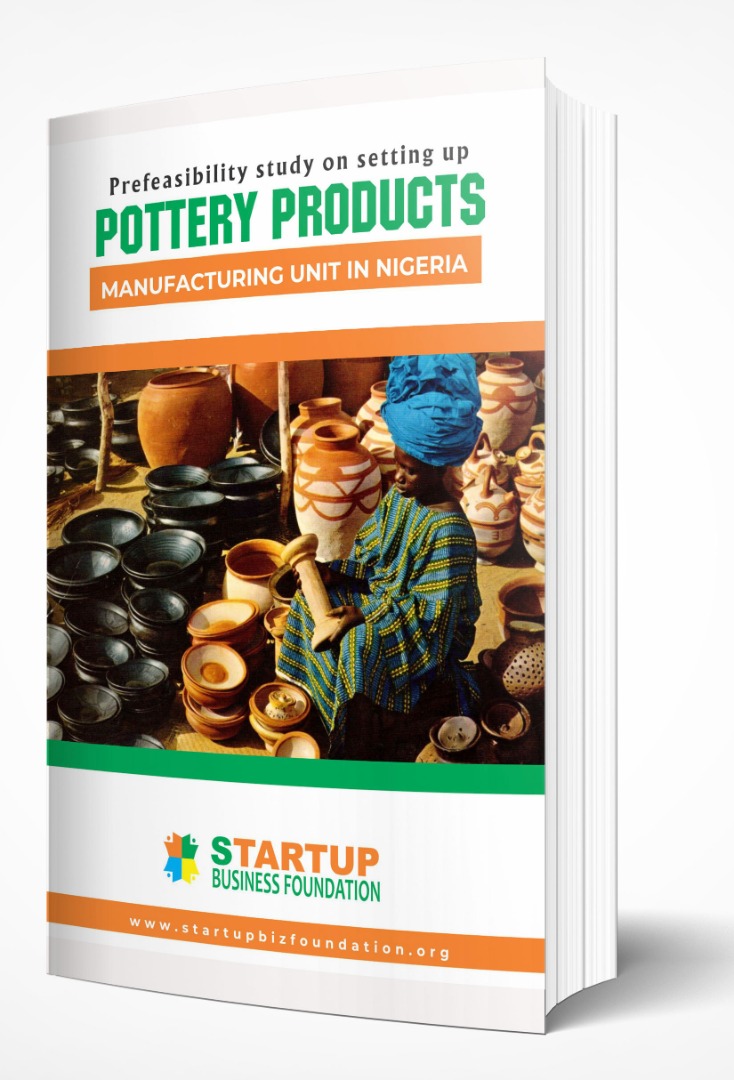 Prefeasibility study on setting up
POTTERY PRODUCTS
MANUFACTURING UNIT IN NIGERIA
STARTUP
BUSINESS FOUNDATION
www.startupbizfoundation.org